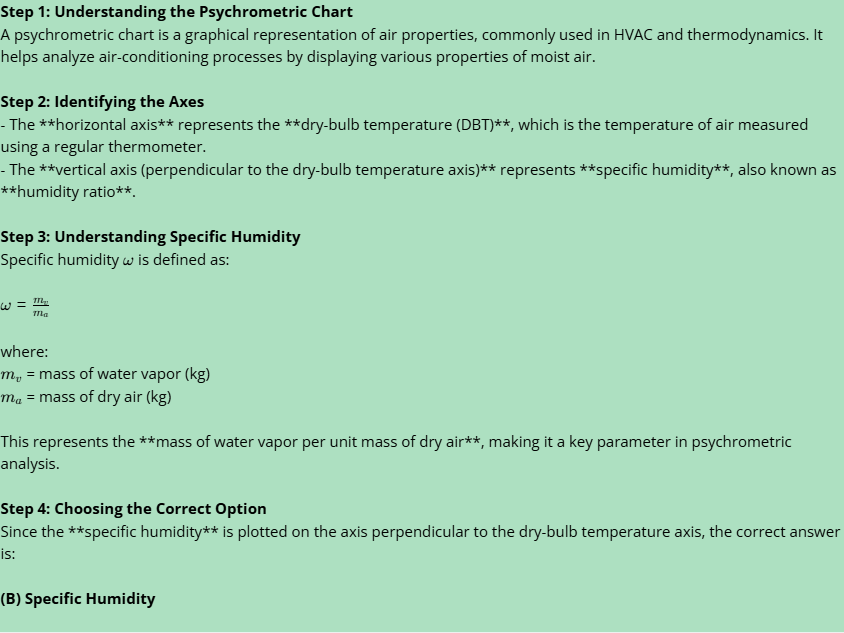 Step 1: Understanding the Psychrometric Chart
A psychrometric chart is a graphical representation of air properties, commonly used in HVAC and thermodynamics. It
helps analyze air-conditioning processes by displaying various properties of moist air.
Step 2: Identifying the Axes
- The **horizontal axis** represents the **dry-bulb temperature (DBT)**, which is the temperature of air measured
using a regular thermometer.
- The **vertical axis (perpendicular to the dry-bulb temperature axis)** represents **specific humidity**, also known as
**humidity ratio**.
Step 3: Understanding Specific Humidity
Specific humidity ω is defined as:
ω = m_v / m_a
where:
m_v = mass of water vapor (kg)
m_a = mass of dry air (kg)
This represents the **mass of water vapor per unit mass of dry air**, making it a key parameter in psychrometric
analysis.
Step 4: Choosing the Correct Option
Since the **specific humidity** is plotted on the axis perpendicular to the dry-bulb temperature axis, the correct answer
is:
(B) Specific Humidity